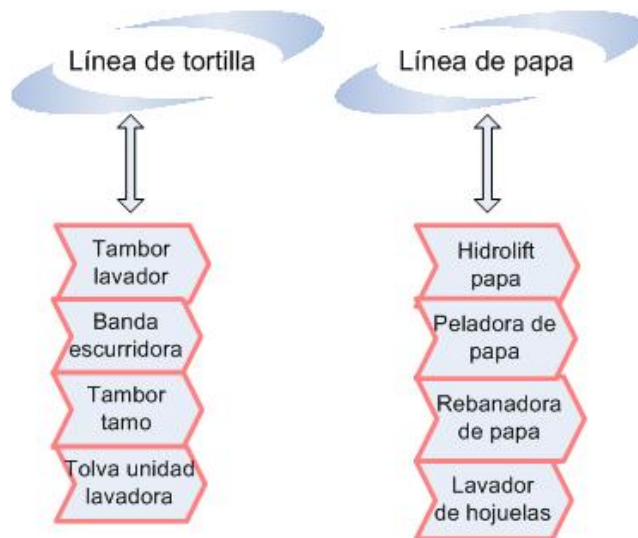 Línea de tortilla
Tambor
lavador
Banda
escurridora
Tambor
tamo
Tolva unidad
lavadora
Línea de papa
Hidrolift
papa
Peladora de
papa
Rebanadora
de papa
Lavador
de hojuelas